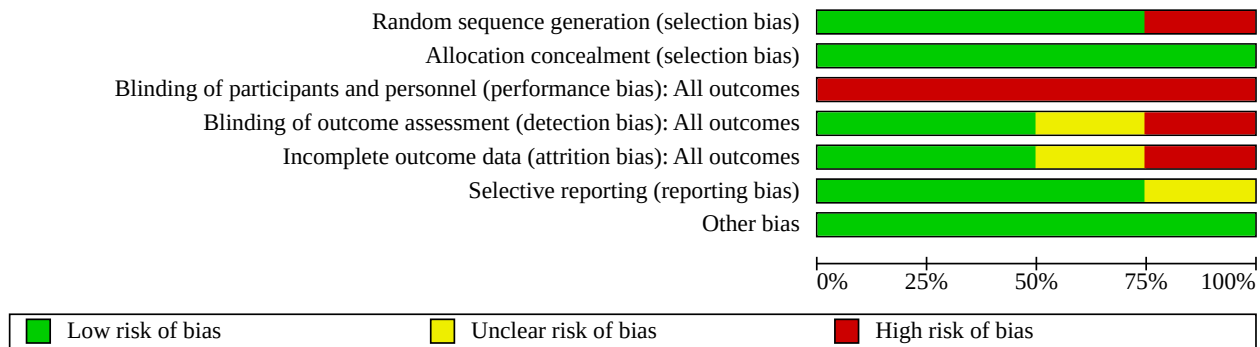 Random sequence generation (selection bias)
Allocation concealment (selection bias)
Blinding of participants and personnel (performance bias): All outcomes
Blinding of outcome assessment (detection bias): All outcomes
Incomplete outcome data (attrition bias): All outcomes
Selective reporting (reporting bias)
Other bias
0% 25% 50% 75% 100%
Low risk of bias Unclear risk of bias High risk of bias